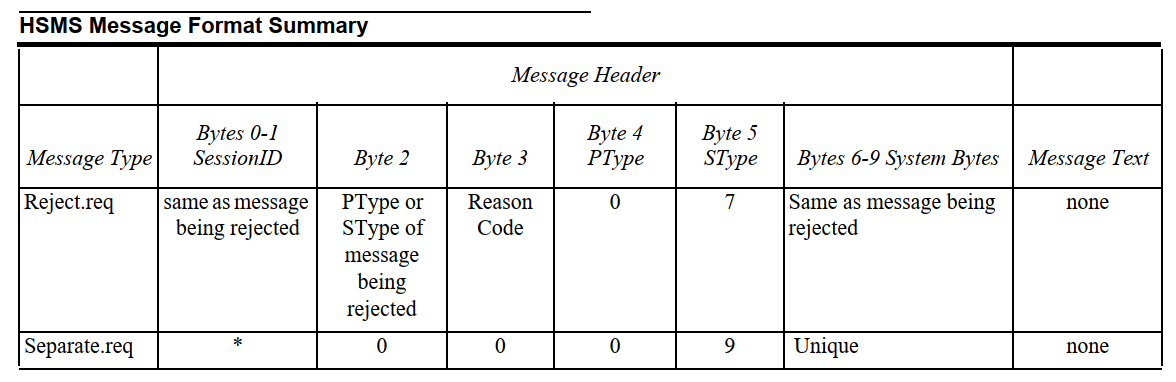 HSMS Message Format Summary
Message Header
Message Type
Bytes 0-1
SessionID
Byte 2
Byte 3
Byte 4
PType
Byte 5
SType
Bytes 6-9 System Bytes
Message Text
Reject.req
same as message
being rejected
PType or
SType of
message
being
rejected
Reason
Code
0
7
Same as message being
rejected
none
Separate.req
*
0
0
0
9
Unique
none